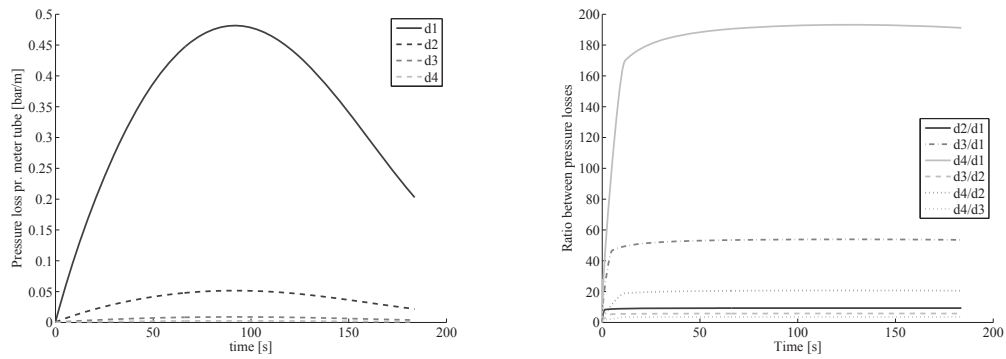 Pressure loss pr. meter tube [bar/m]
0.5
0.45
0.4
0.35
0.3
0.25
0.2
0.15
0.1
0.05
0
0 50 100 150 200
time [s]
d1
d2
d3
d4
Ratio between pressure losses
200
180
160
140
120
100
80
60
40
20
0
0 50 100 150 200
Time [s]
d2/d1
d3/d1
d4/d1
d3/d2
d4/d2
d4/d3